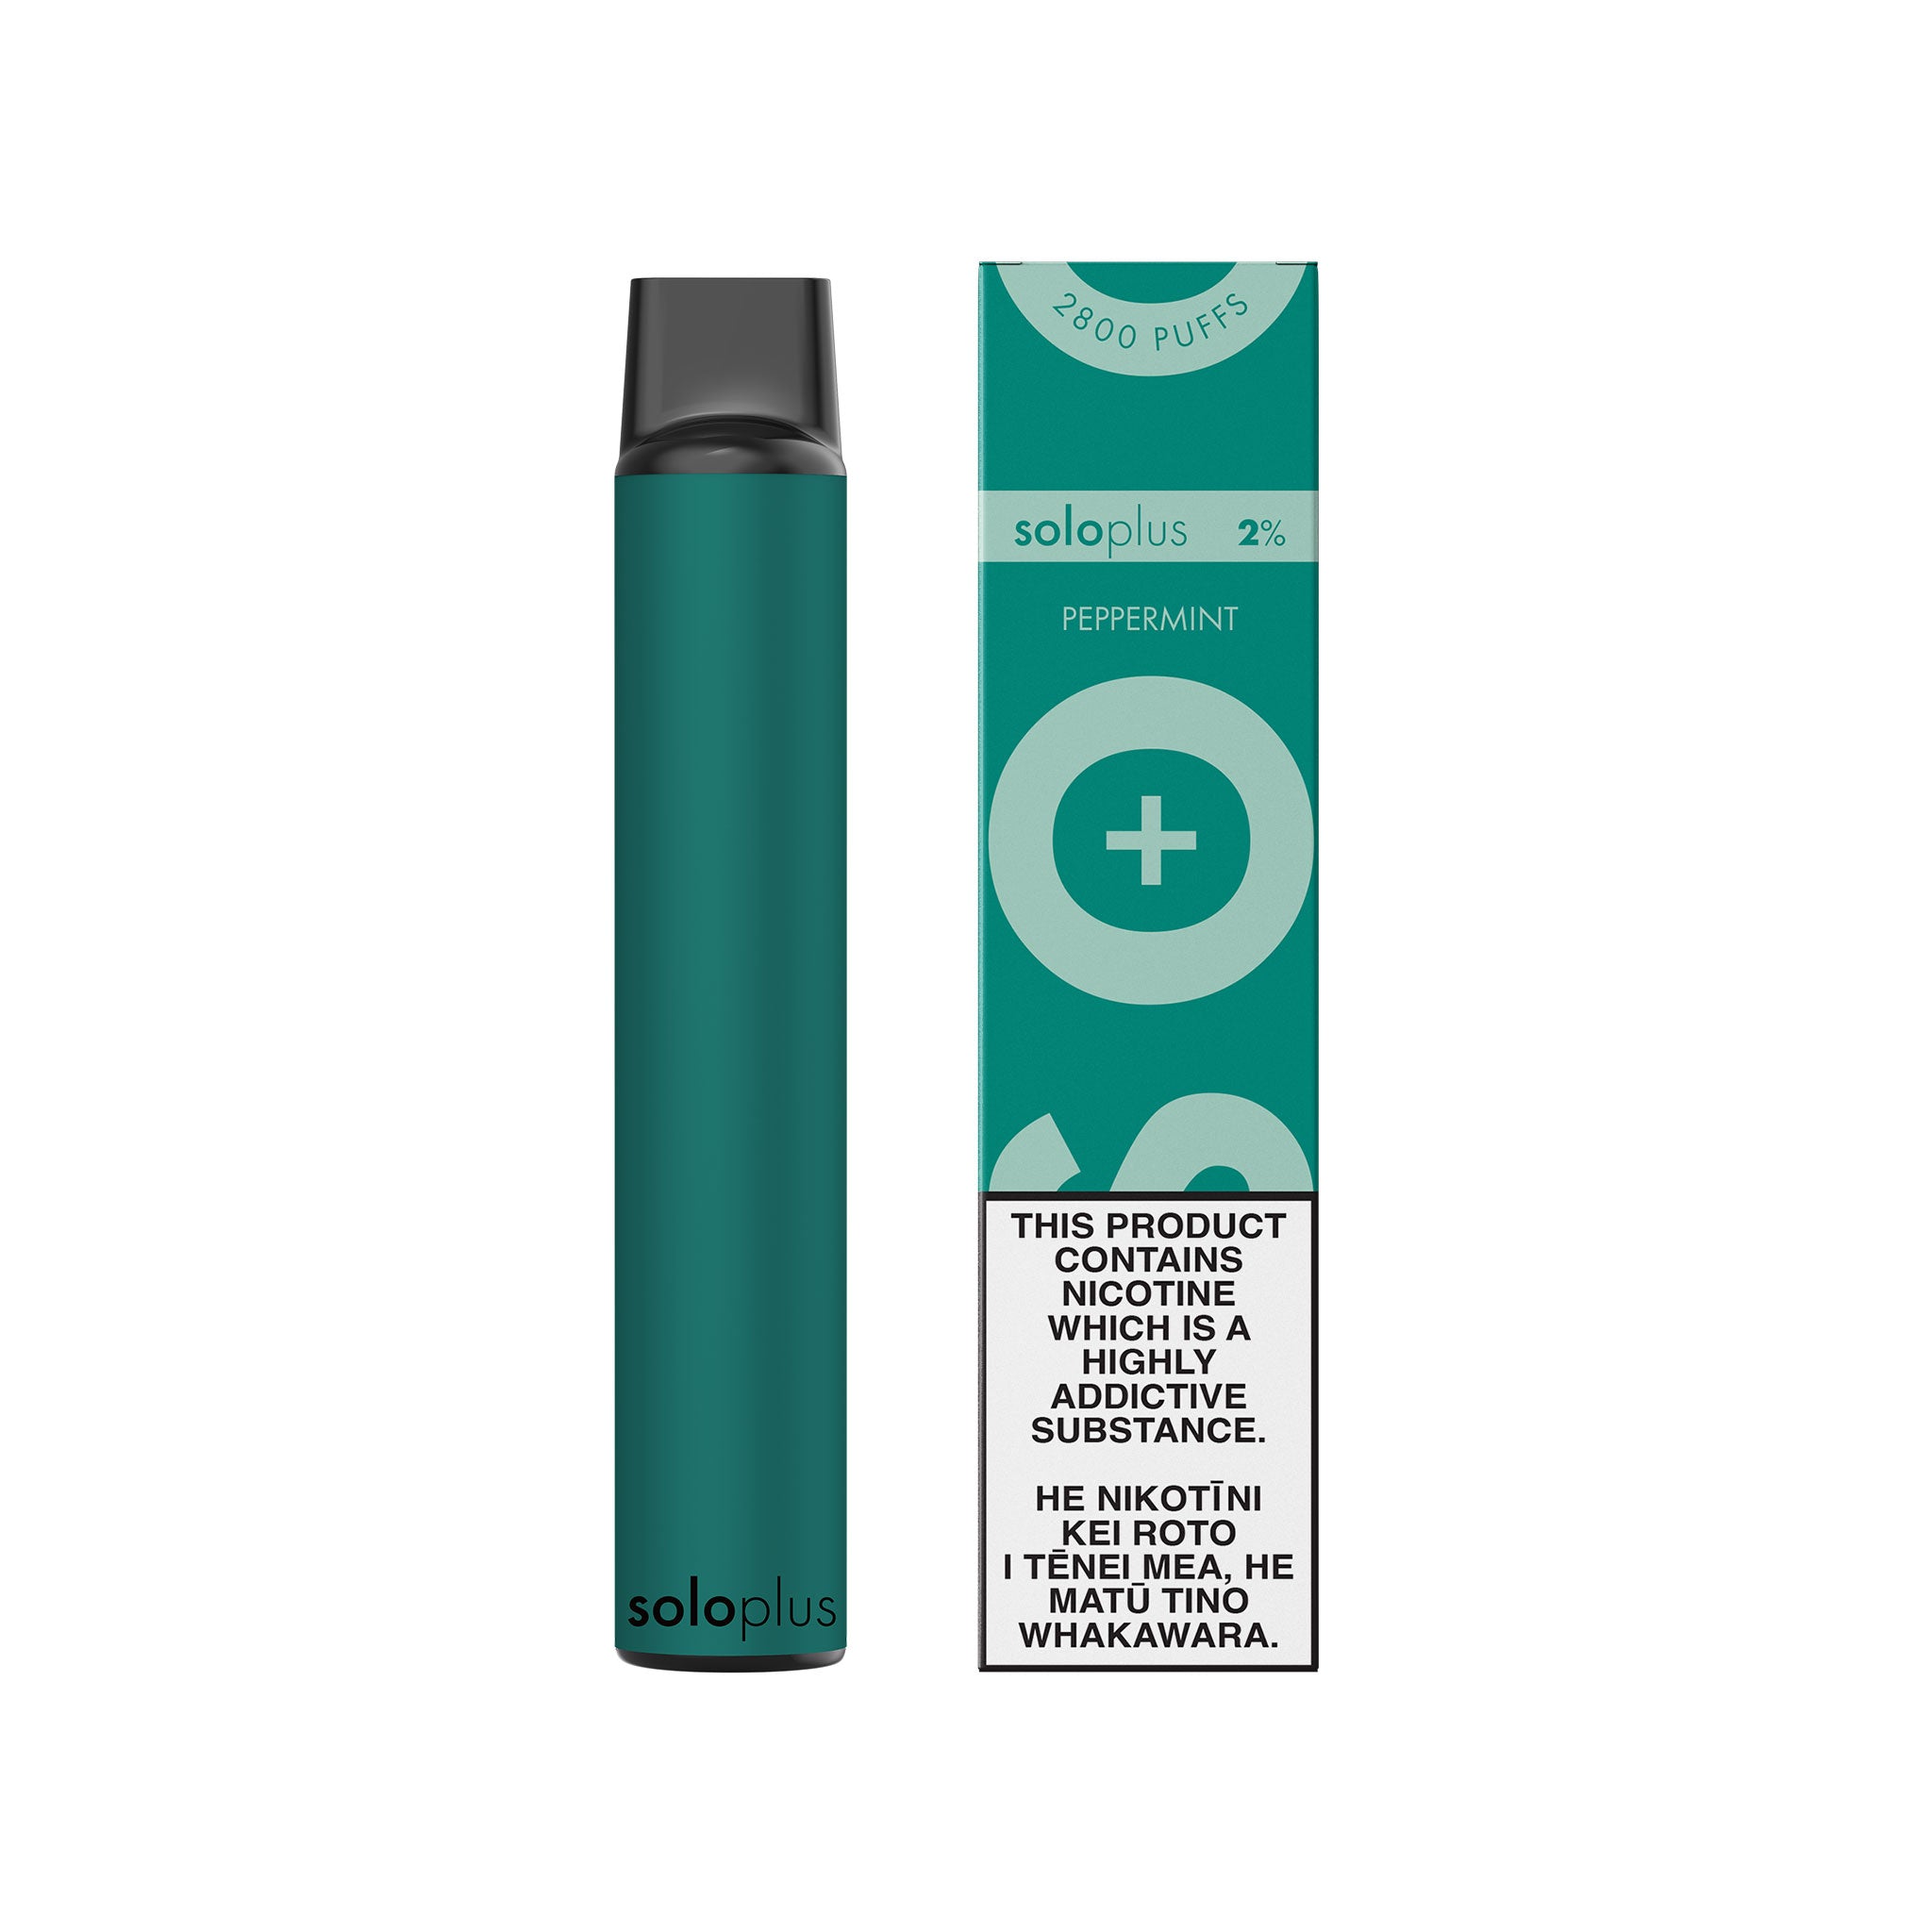 soloplus
2800 PUFFS
soloplus 2%
PEPPERMINT
+
THIS PRODUCT
CONTAINS
NICOTINE
WHICH IS A
HIGHLY
ADDICTIVE
SUBSTANCE.
HE NIKOTĪNI
KEI ROTO
I TĒNEI MEA, HE
MATŪ TINO
WHAKAWARA.